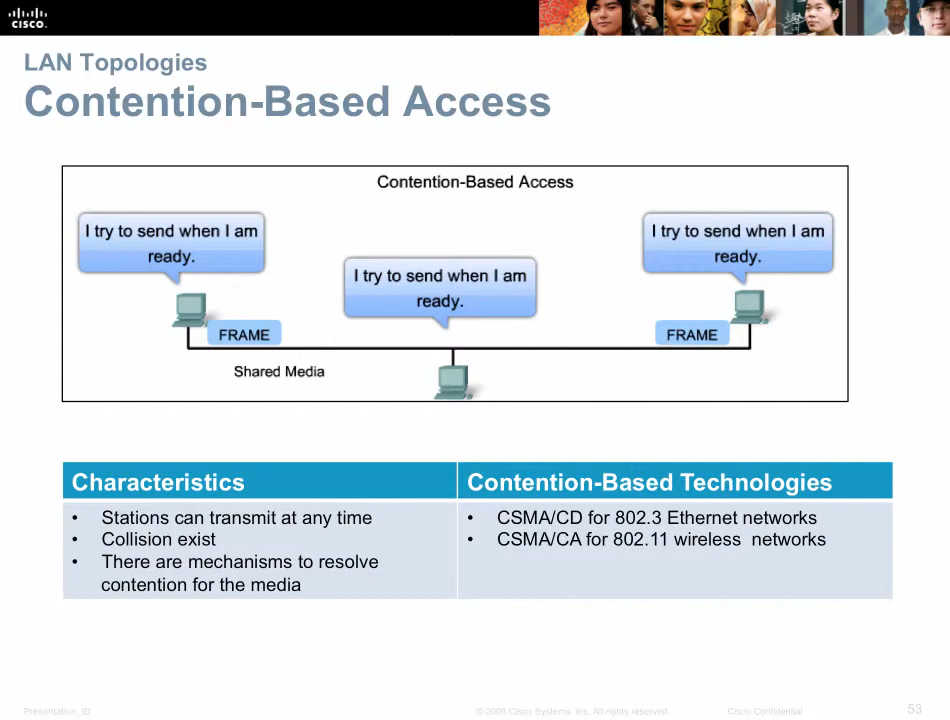 CISCO.
LAN Topologies
Contention-Based Access
Contention-Based Access
I try to send when I am
ready.
I try to send when I am
ready.
I try to send when I am
ready.
FRAME
FRAME
Shared Media
Characteristics
• Stations can transmit at any time
• Collision exist
• There are mechanisms to resolve
contention for the media
Contention-Based Technologies
• CSMA/CD for 802.3 Ethernet networks
• CSMA/CA for 802.11 wireless networks
Presentation_ID
© 2008 Cisco Systems, Inc. All rights reserved.
Cisco Confidential
53